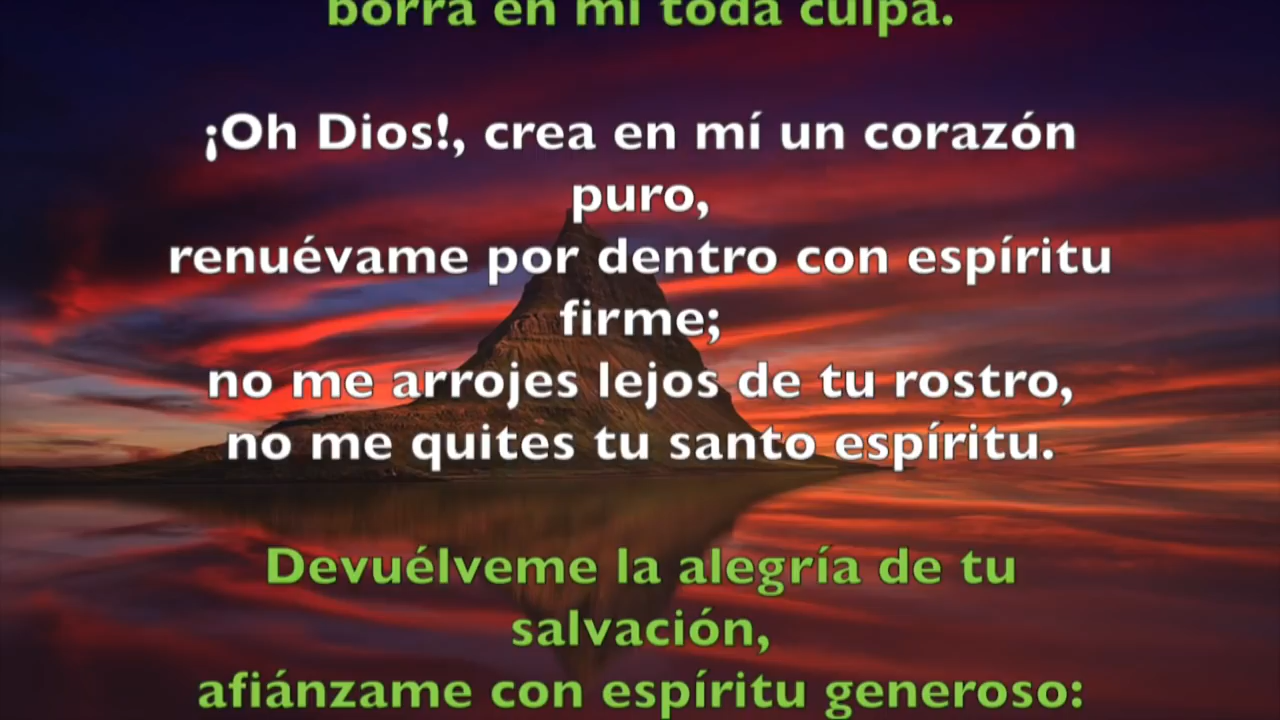 borra en mí toda culpa.
¡Oh Dios!, crea en mí un corazón
puro,
renuévame por dentro con espíritu
firme;
no me arrojes lejos de tu rostro,
no me quites tu santo espíritu.
Devuélveme la alegría de tu
salvación,
afiánzame con espíritu generoso: